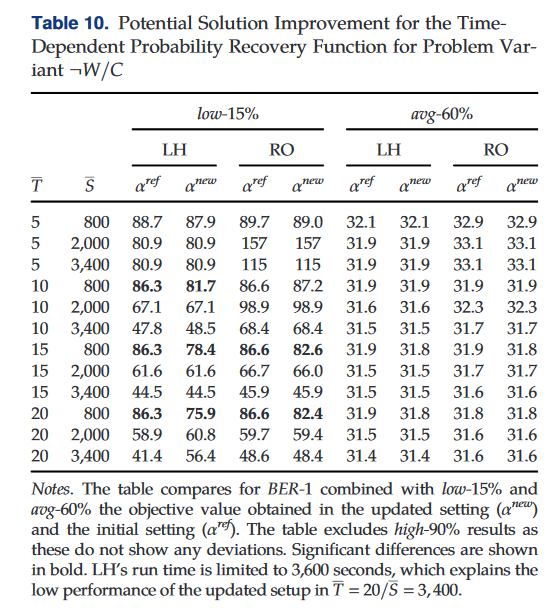 Table 10. Potential Solution Improvement for the Time-
Dependent Probability Recovery Function for Problem Var-
iant ¬W/C
low-15% avg-60%
LH RO LH RO
T̅ S̅ α^ref α^new α^ref α^new α^ref α^new α^ref α^new
5 800 88.7 87.9 89.7 89.0 32.1 32.1 32.9 32.9
5 2,000 80.9 80.9 157 157 31.9 31.9 33.1 33.1
5 3,400 80.9 80.9 115 115 31.9 31.9 33.1 33.1
10 800 86.3 81.7 86.6 87.2 31.9 31.9 31.9 31.9
10 2,000 67.1 67.1 98.9 98.9 31.6 31.6 32.3 32.3
10 3,400 47.8 48.5 68.4 68.4 31.5 31.5 31.7 31.7
15 800 86.3 78.4 86.6 82.6 31.9 31.8 31.9 31.8
15 2,000 61.6 61.6 66.7 66.0 31.5 31.5 31.7 31.7
15 3,400 44.5 44.5 45.9 45.9 31.5 31.5 31.6 31.6
20 800 86.3 75.9 86.6 82.4 31.9 31.8 31.8 31.8
20 2,000 58.9 60.8 59.7 59.4 31.5 31.5 31.6 31.6
20 3,400 41.4 56.4 48.6 48.4 31.4 31.4 31.6 31.6
Notes. The table compares for BER-1 combined with low-15% and
avg-60% the objective value obtained in the updated setting (α^new)
and the initial setting (α^ref). The table excludes high-90% results as
these do not show any deviations. Significant differences are shown
in bold. LH's run time is limited to 3,600 seconds, which explains the
low performance of the updated setup in T̅ = 20/S̅ = 3,400.